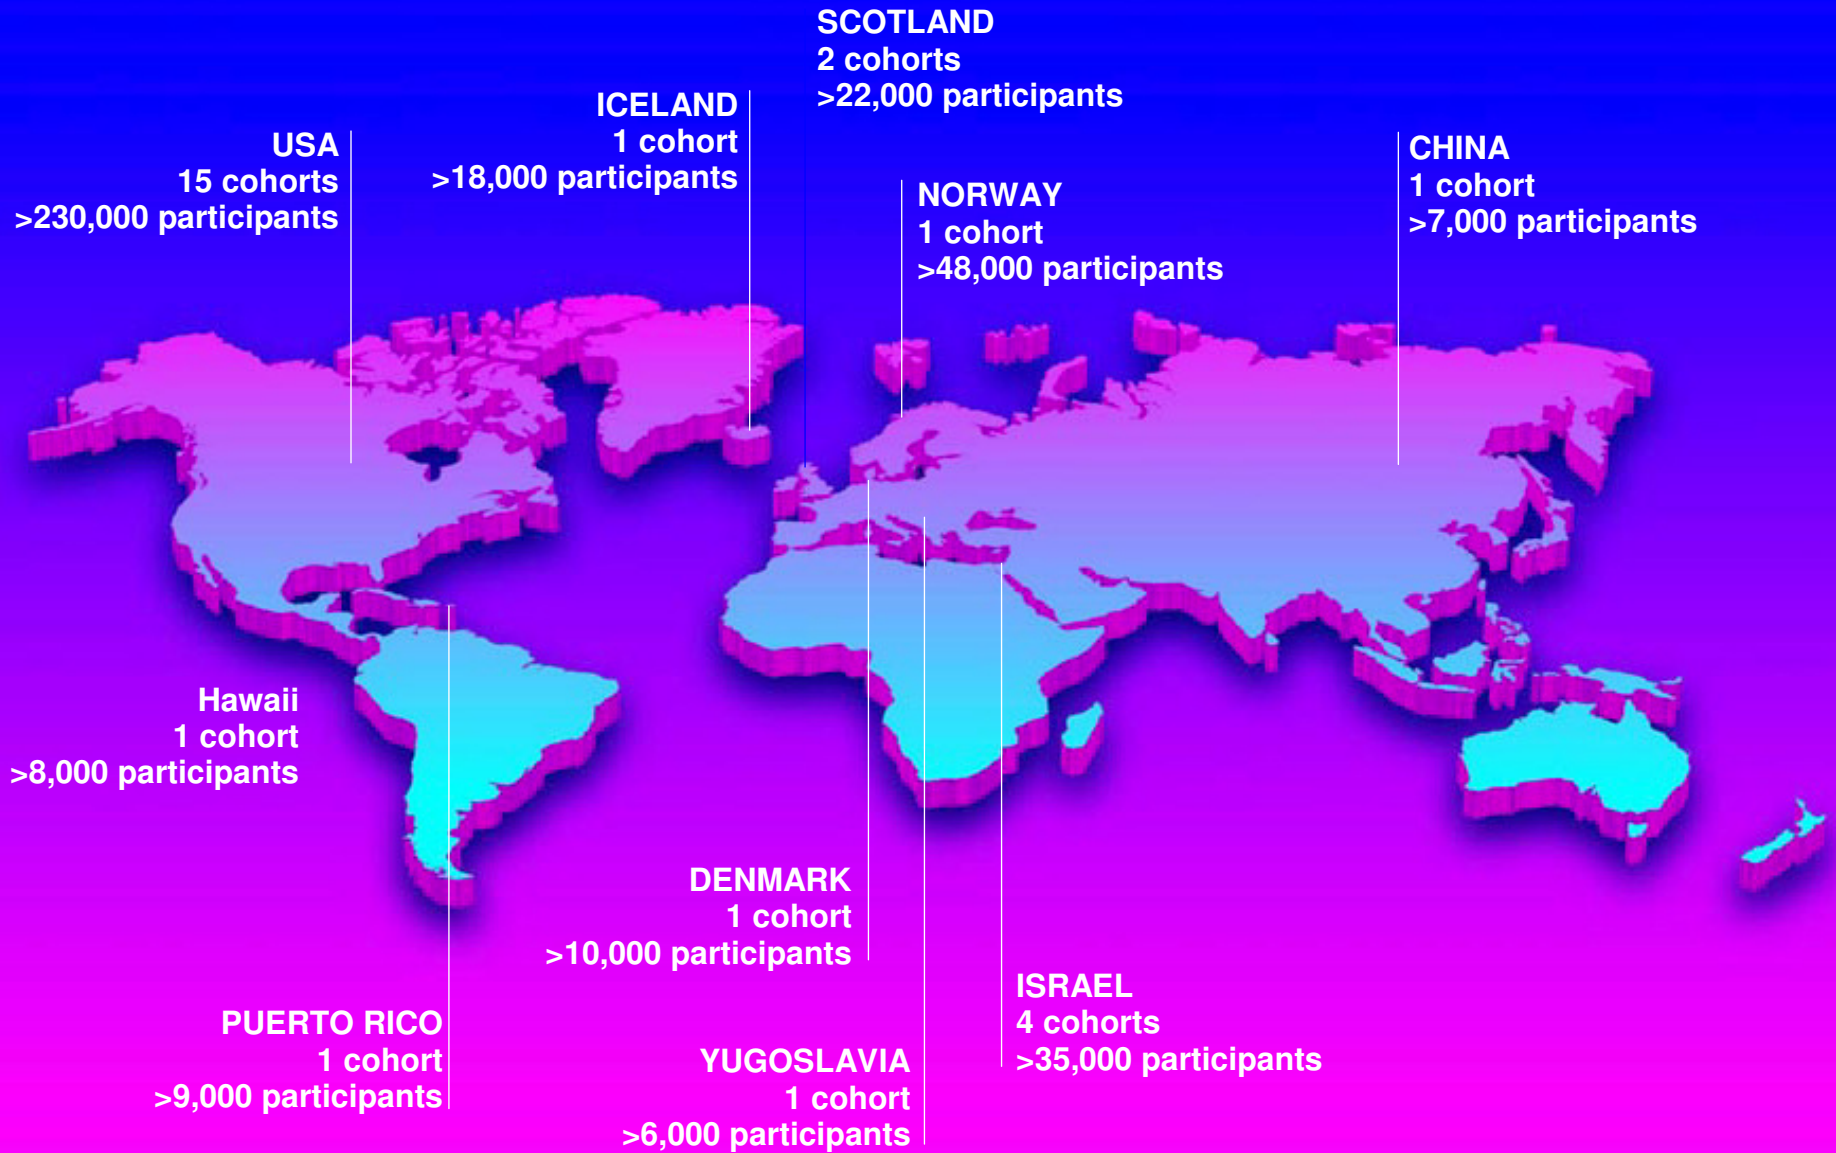 SCOTLAND
2 cohorts
>22,000 participants
ICELAND
1 cohort
>18,000 participants
USA
15 cohorts
>230,000 participants
NORWAY
1 cohort
>48,000 participants
CHINA
1 cohort
>7,000 participants
Hawaii
1 cohort
>8,000 participants
DENMARK
1 cohort
>10,000 participants
ISRAEL
4 cohorts
>35,000 participants
PUERTO RICO
1 cohort
>9,000 participants
YUGOSLAVIA
1 cohort
>6,000 participants